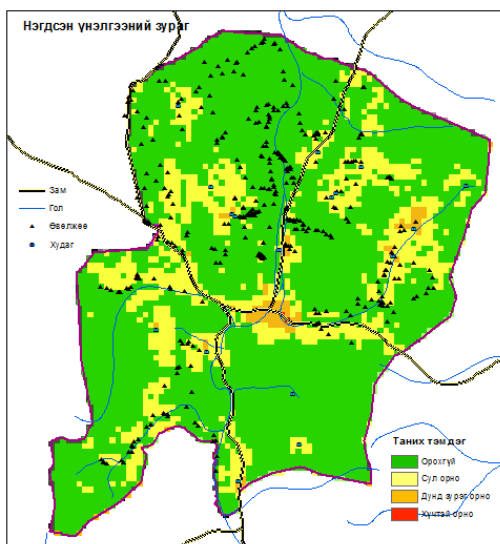 Нэгдсэн үнэлгээний зураг
Зам
Гол
Өвөлжөө
Худаг
Таних тэмдэг
Орохгүй
Сул орно
Дунд зэрэг орно
Хүчтэй орно